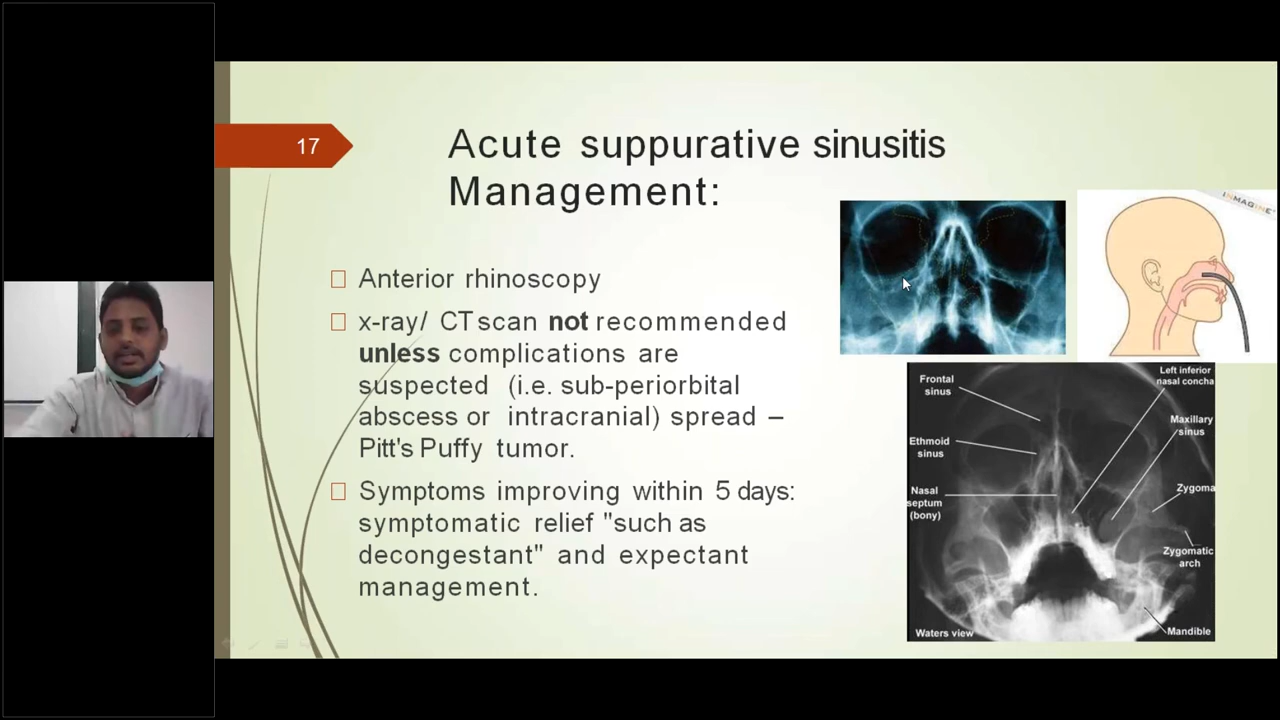 17
Acute suppurative sinusitis
Management:
Anterior rhinoscopy
x-ray/ CT scan not recommended
unless complications are
suspected (i.e. sub-periorbital
abscess or intracranial) spread –
Pitt's Puffy tumor.
Symptoms improving within 5 days:
symptomatic relief "such as
decongestant" and expectant
management.
INMAGINE
Frontal
sinus
Ethmoid
sinus
Nasal
septum
(bony)
Waters view
Left inferior
nasal concha
Maxillary
sinus
Zygoma
Zygomatic
arch
Mandible